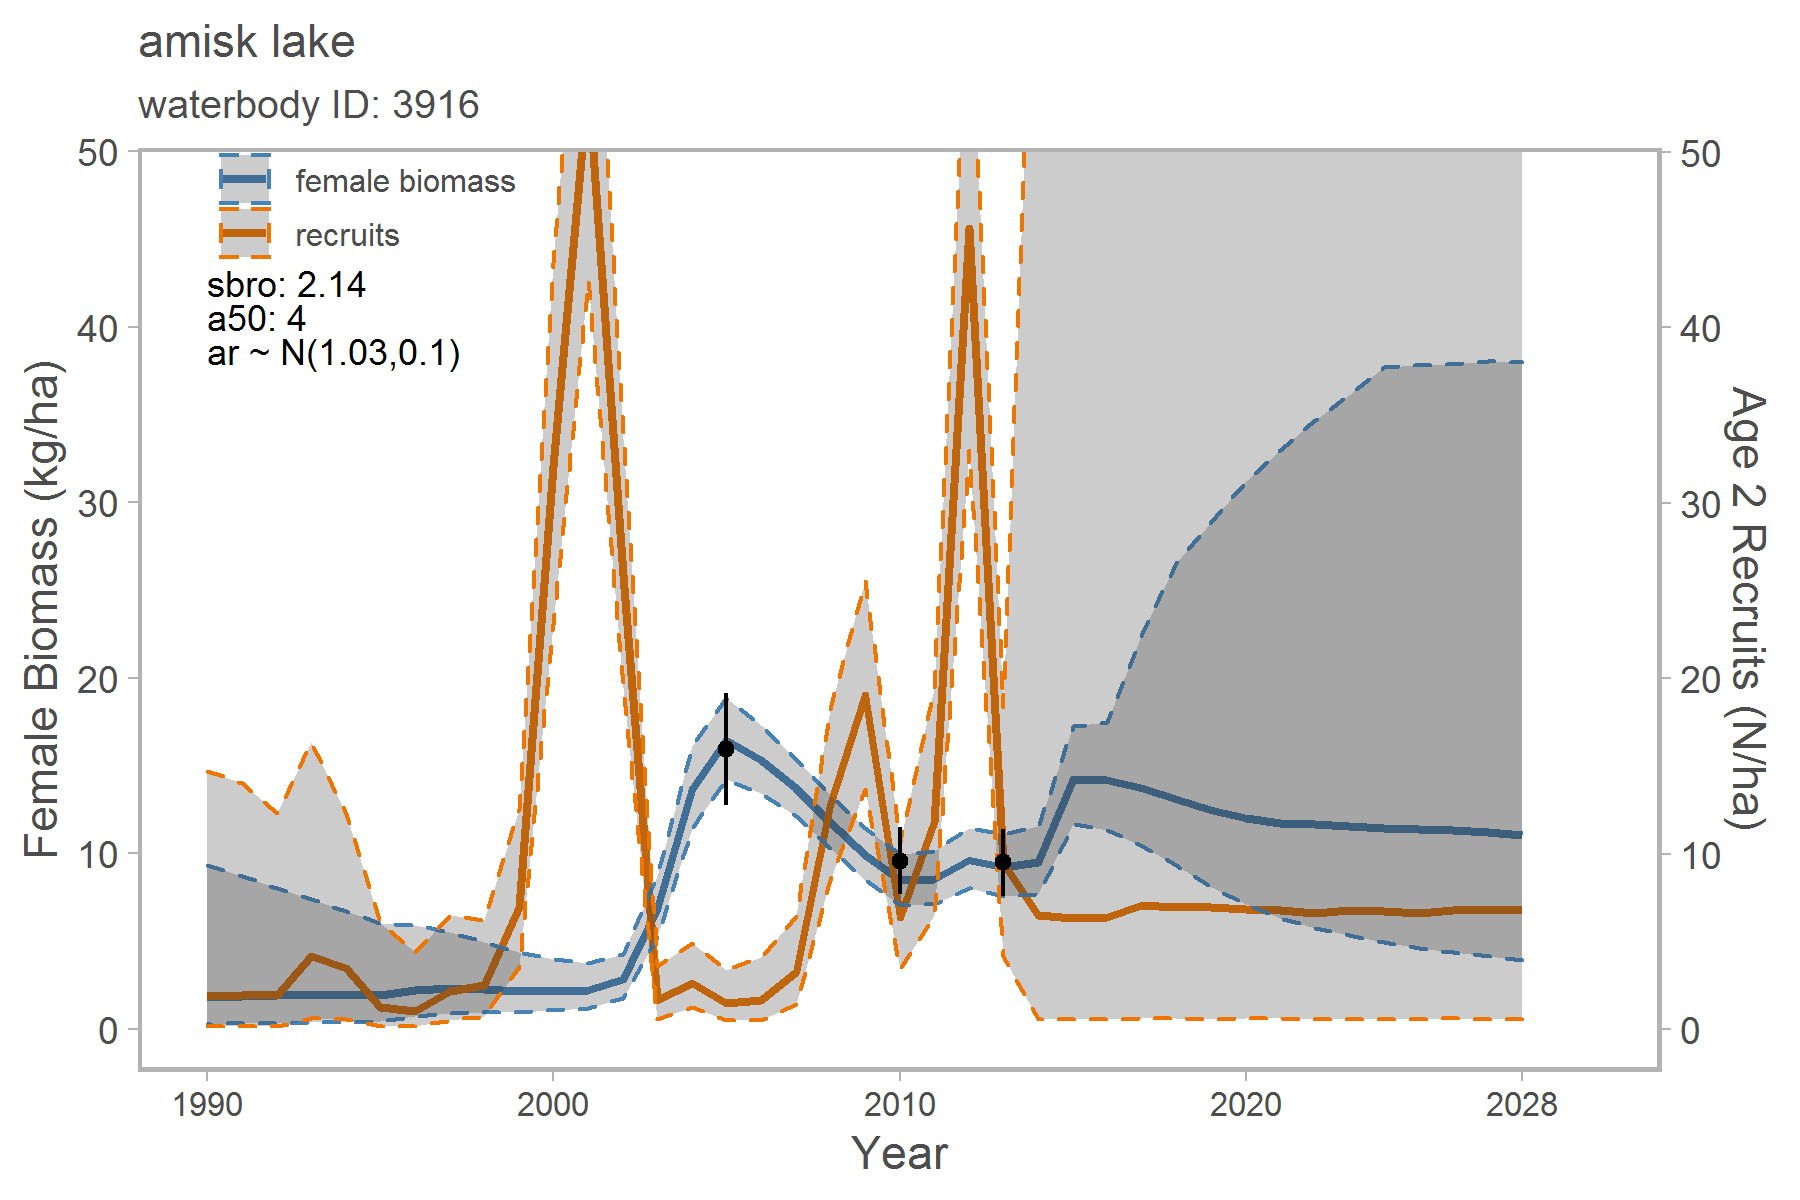 amisk lake
waterbody ID: 3916
female biomass
recruits
sbro: 2.14
a50: 4
ar ~ N(1.03,0.1)
Female Biomass (kg/ha)
50
40
30
20
10
0
50
40
30
20
10
0
Age 2 Recruits (N/ha)
1990
2000
2010
2020
2028
Year